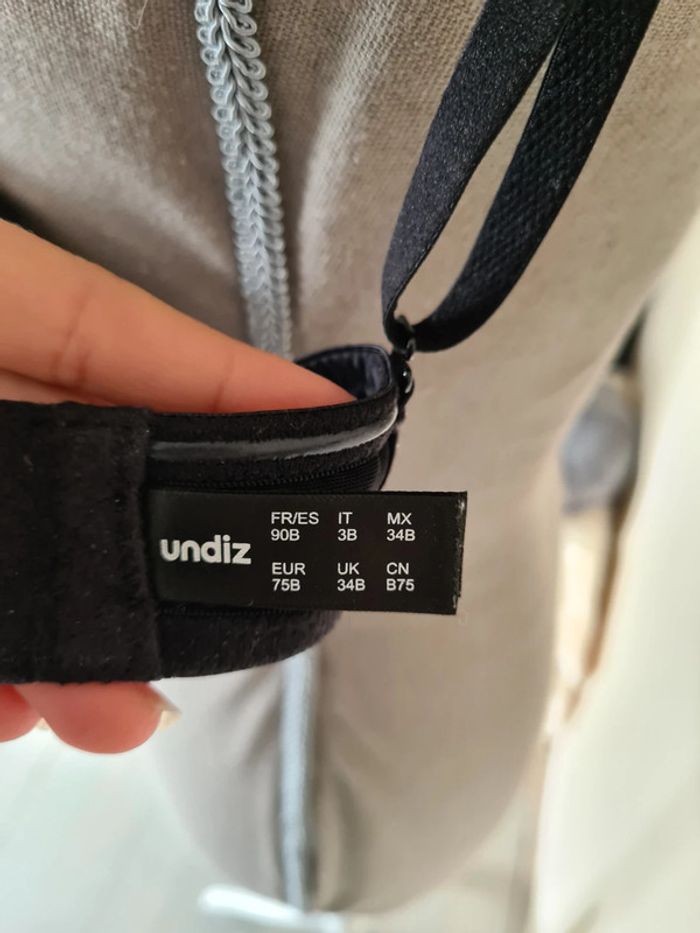 undiz
FR/ES IT MX
90B 3B 34B
EUR UK CN
75B 34B B75